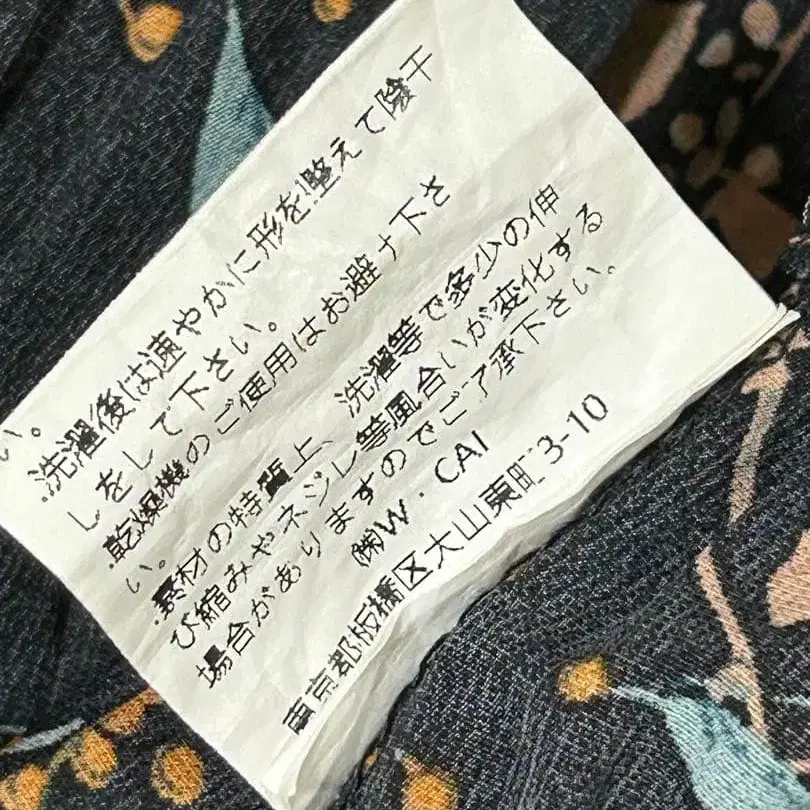 い。
・洗濯後は速やかに形を整えて陰干
しをして下さい。
・乾燥機のご使用はお避け下さ
い。
・素材の特質上、洗濯等で多少の伸
び縮みやネジレ等風合いが変化する
場合がありますのでご了承下さい。
㈱W・CAI
東京都板橋区大山東町3-10